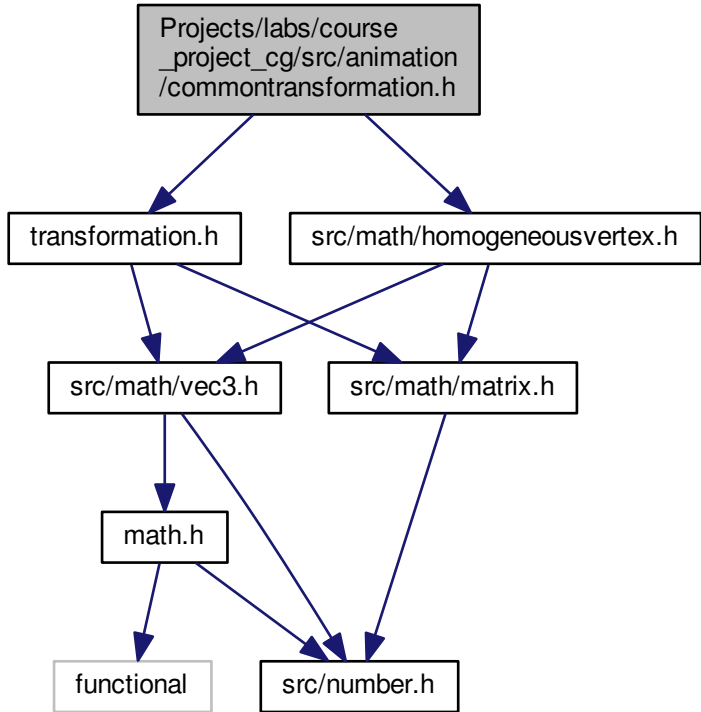 Projects/labs/course
_project_cg/src/animation
/commontransformation.h
transformation.h
src/math/homogeneousvertex.h
src/math/vec3.h
src/math/matrix.h
math.h
functional
src/number.h